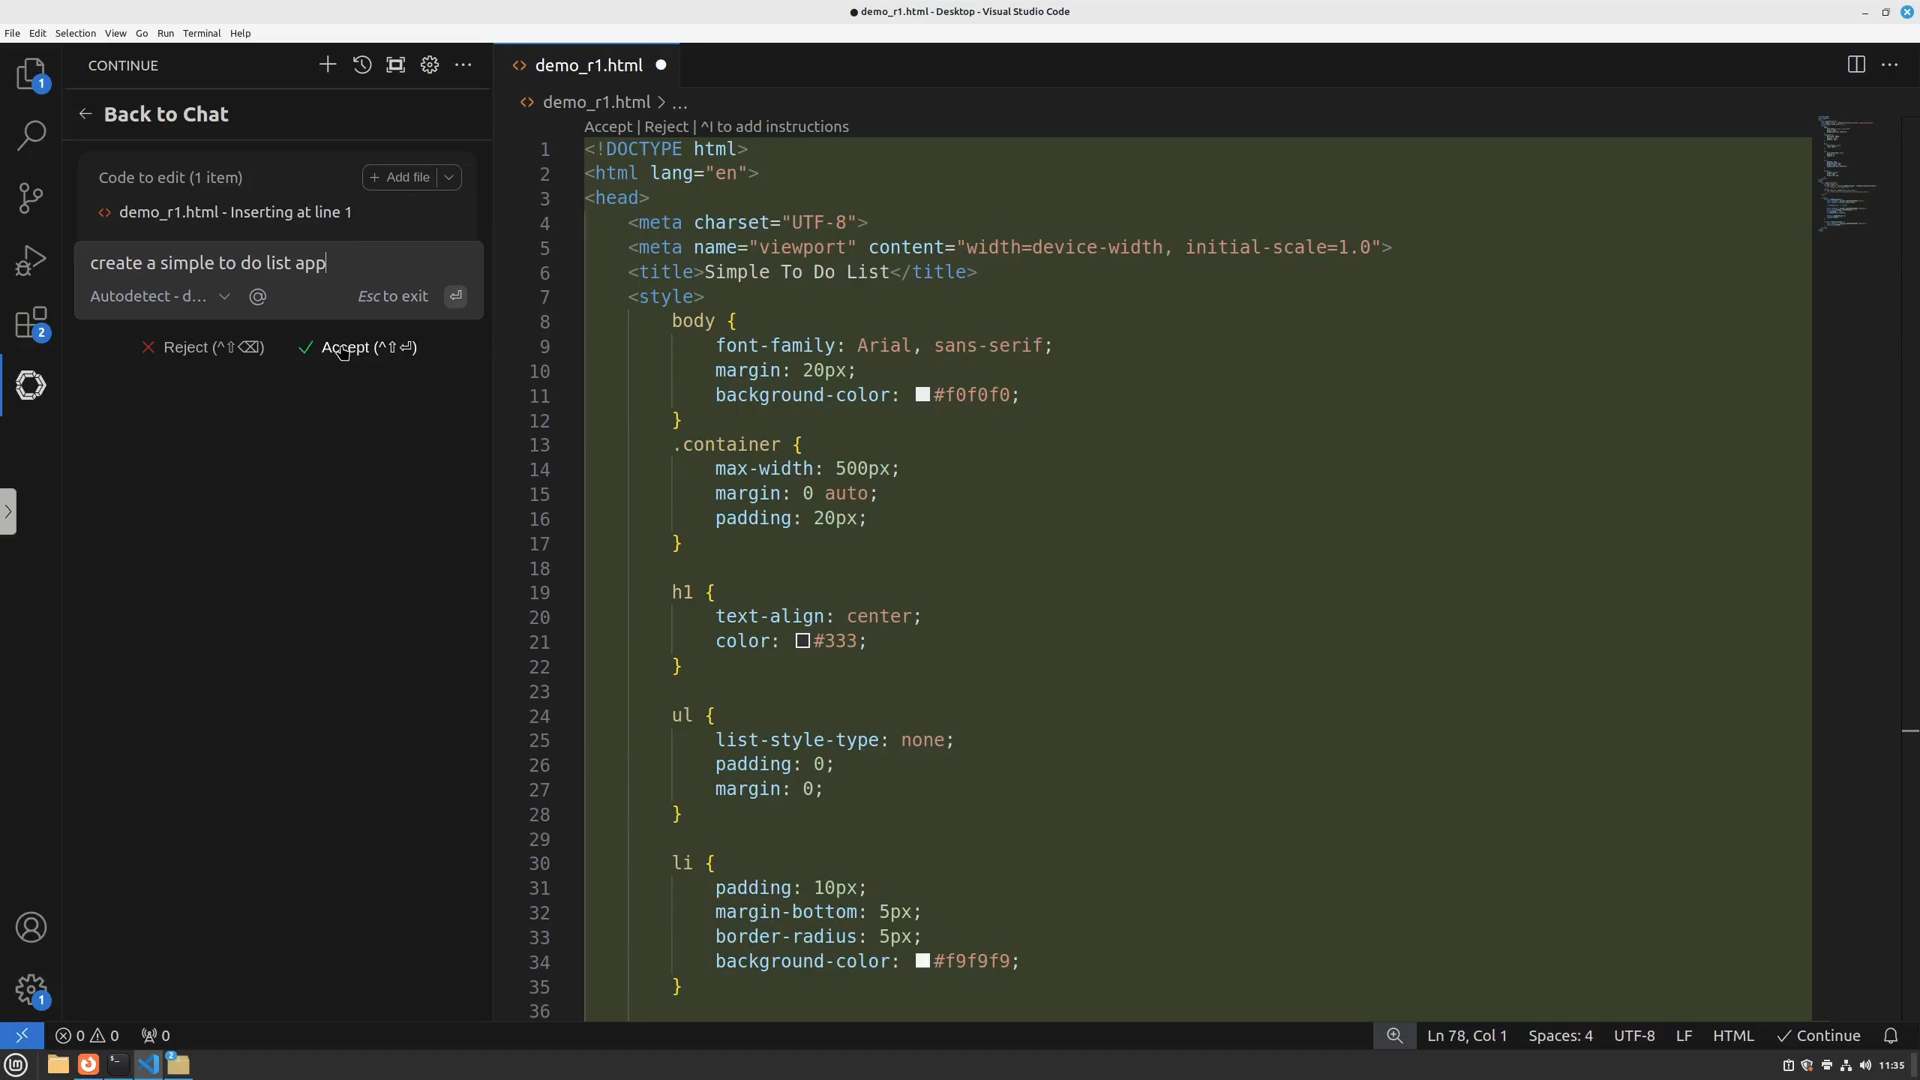 demo_r1.html - Desktop - Visual Studio Code
File Edit Selection View Go Run Terminal Help
1
CONTINUE
Back to Chat
Code to edit (1 item)
+ Add file
demo_r1.html - Inserting at line 1
create a simple to do list app
Autodetect - d...
@
Esc to exit
Reject (^⇧⌫)
Accept (^⇧⏎)
2
1
demo_r1.html
demo_r1.html > ...
Accept | Reject | ^I to add instructions
1 <!DOCTYPE html>
2 <html lang="en">
3 <head>
4 <meta charset="UTF-8">
5 <meta name="viewport" content="width=device-width, initial-scale=1.0">
6 <title>Simple To Do List</title>
7 <style>
8 body {
9 font-family: Arial, sans-serif;
10 margin: 20px;
11 background-color: #f0f0f0;
12 }
13 .container {
14 max-width: 500px;
15 margin: 0 auto;
16 padding: 20px;
17 }
18
19 h1 {
20 text-align: center;
21 color: #333;
22 }
23
24 ul {
25 list-style-type: none;
26 padding: 0;
27 margin: 0;
28 }
29
30 li {
31 padding: 10px;
32 margin-bottom: 5px;
33 border-radius: 5px;
34 background-color: #f9f9f9;
35 }
36
0 0 0
Ln 78, Col 1 Spaces: 4 UTF-8 LF HTML Continue
2
11:35